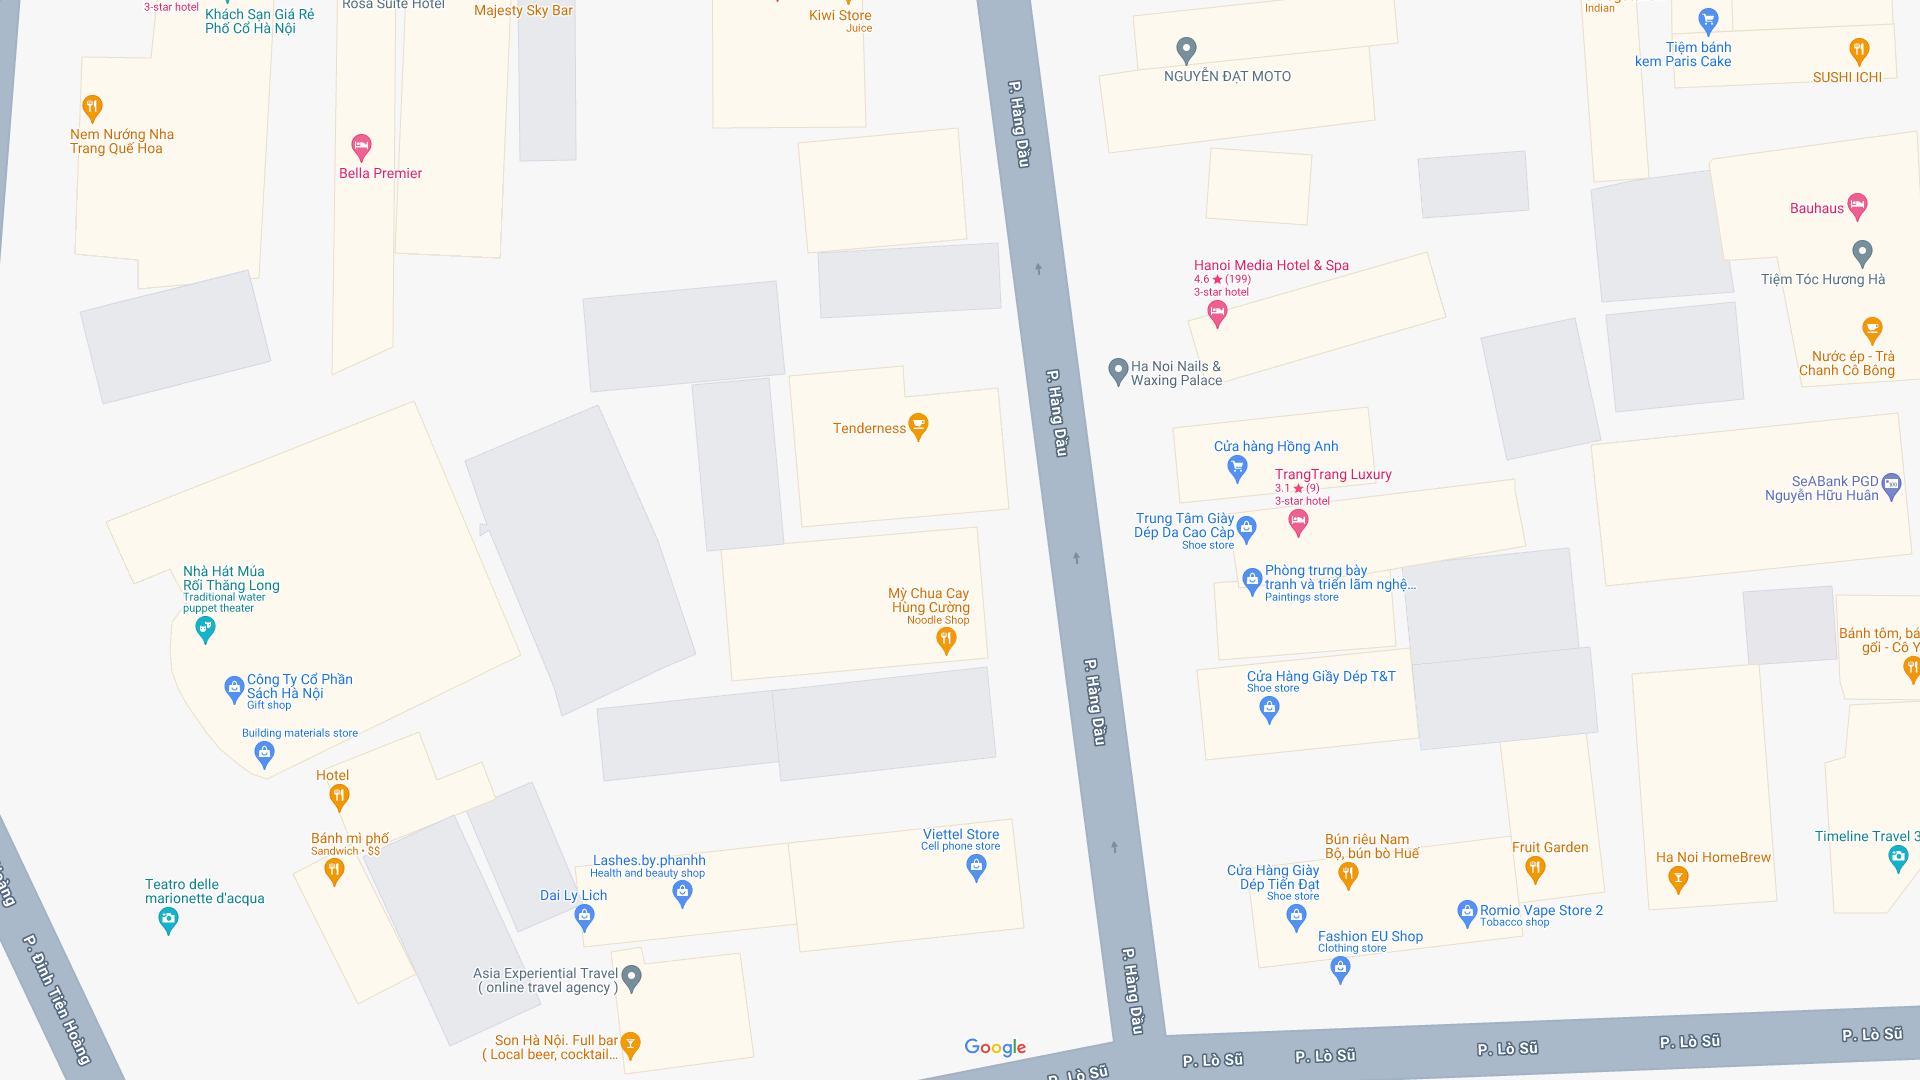 3-star hotel
Khách Sạn Giá Rẻ
Phố Cổ Hà Nội
Rosa Suite Hotel
Majesty Sky Bar
Kiwi Store
Juice
Indian
Tiệm bánh
kem Paris Cake
SUSHI ICHI
NGUYỄN ĐẠT MOTO
P. Hàng Dầu
Nem Nướng Nha
Trang Quế Hoa
Bella Premier
Bauhaus
Tiệm Tóc Hương Hà
Hanoi Media Hotel & Spa
4.6 ★ (199)
3-star hotel
Nước ép - Trà
Chanh Cô Bông
Ha Noi Nails &
Waxing Palace
P. Hàng Dầu
Tenderness
Cửa hàng Hồng Anh
TrangTrang Luxury
3.1 ★ (9)
3-star hotel
SeABank PGD
Nguyễn Hữu Huân
Trung Tâm Giày
Dép Da Cao Cấp
Shoe store
Phòng trưng bày
tranh và triển lãm nghệ...
Paintings store
Nhà Hát Múa
Rối Thăng Long
Traditional water
puppet theater
Mỳ Chua Cay
Hùng Cường
Noodle Shop
Bánh tôm, bá
gối - Cô Y
Công Ty Cổ Phần
Sách Hà Nội
Gift shop
Cửa Hàng Giầy Dép T&T
Shoe store
P. Hàng Dầu
Building materials store
Hotel
Bánh mì phố
Sandwich • $$
Viettel Store
Cell phone store
Bún riêu Nam
Bộ, bún bò Huế
Fruit Garden
Timeline Travel 3
Ha Noi HomeBrew
Lashes.by.phanhh
Health and beauty shop
Dai Ly Lich
Cửa Hàng Giày
Dép Tiến Đạt
Shoe store
Romio Vape Store 2
Tobacco shop
Teatro delle
marionette d'acqua
Fashion EU Shop
Clothing store
Asia Experiential Travel
( online travel agency )
P. Hàng Dầu
P. Đinh Tiên Hoàng
Hoàng
Son Hà Nội. Full bar
( Local beer, cocktail...
Google
P. Lò Sũ
P. Lò Sũ
P. Lò Sũ
P. Lò Sũ
P. Lò Sũ
P. Lò Sũ